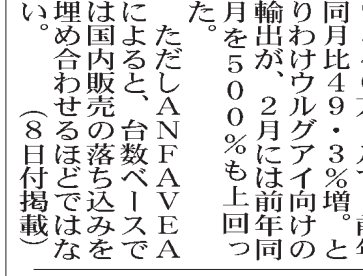 同月比49・3%増。と
りわけウルグアイ向けの
輸出が、2月には前年同
月を500%も上回っ
た。
ただしANFAVEA
によると、台数ベースで
は国内販売の落ち込みを
埋め合わせるほどではな
い。 （8日付掲載）